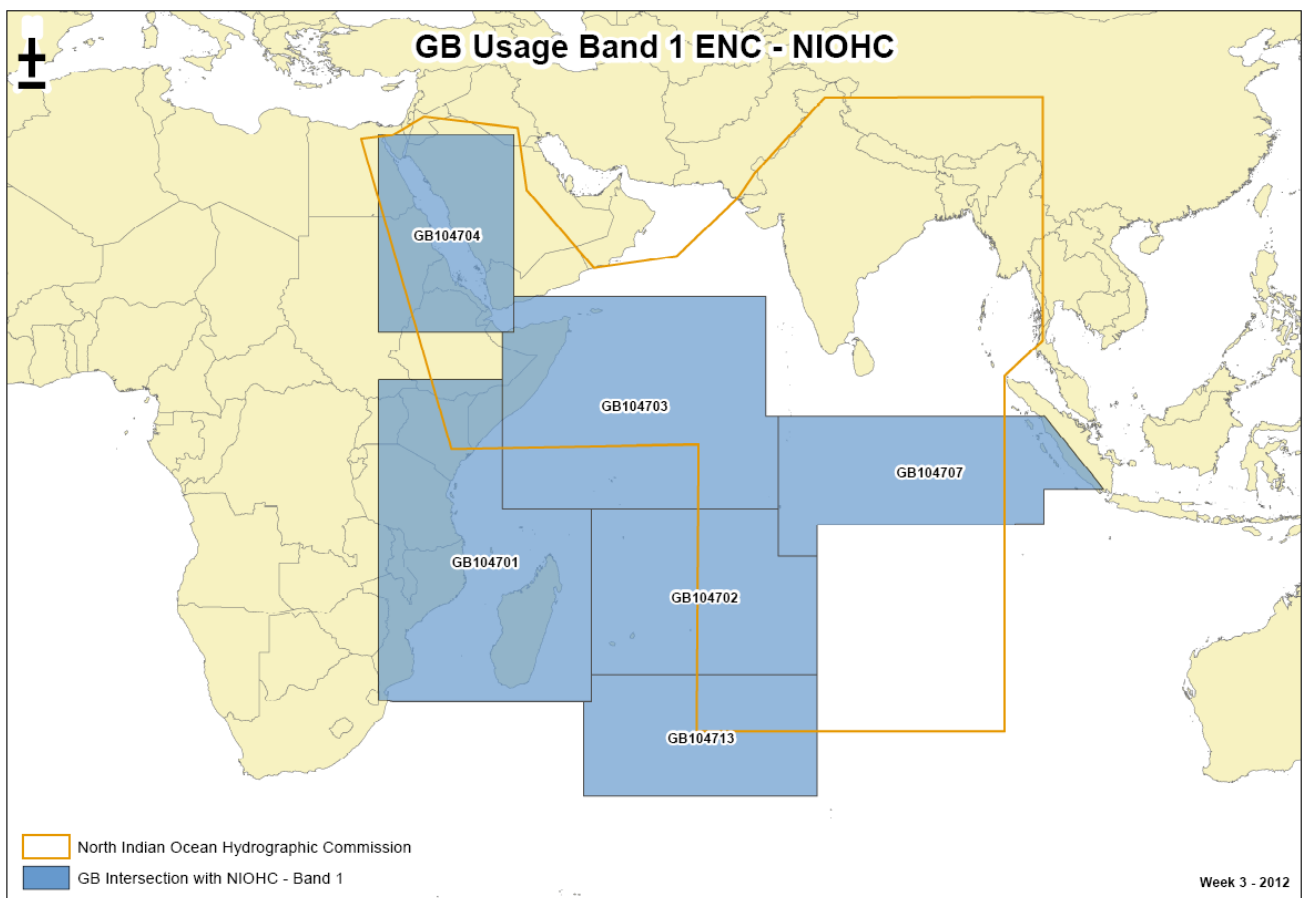 GB Usage Band 1 ENC - NIOHC
GB104704
GB104703
GB104707
GB104701
GB104702
GB104713
North Indian Ocean Hydrographic Commission
GB Intersection with NIOHC - Band 1
Week 3 - 2012